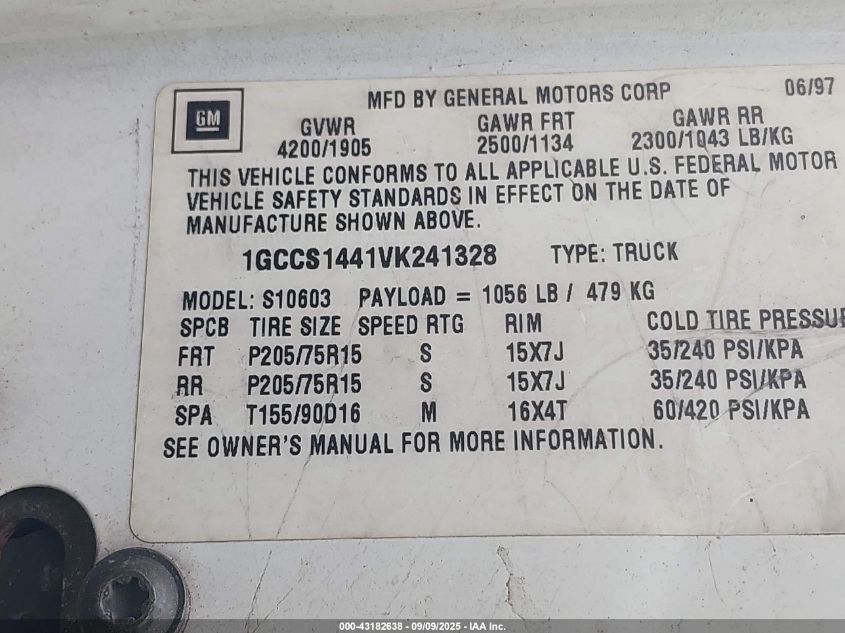 MFD BY GENERAL MOTORS CORP 06/97
GM
GVWR GAWR FRT GAWR RR
4200/1905 2500/1134 2300/1043 LB/KG
THIS VEHICLE CONFORMS TO ALL APPLICABLE U.S. FEDERAL MOTOR
VEHICLE SAFETY STANDARDS IN EFFECT ON THE DATE OF
MANUFACTURE SHOWN ABOVE.
1GCCS1441VK241328 TYPE: TRUCK
MODEL: S10603 PAYLOAD = 1056 LB / 479 KG
SPCB TIRE SIZE SPEED RTG RIM COLD TIRE PRESSUR
FRT P205/75R15 S 15X7J 35/240 PSI/KPA
RR P205/75R15 S 15X7J 35/240 PSI/KPA
SPA T155/90D16 M 16X4T 60/420 PSI/KPA
SEE OWNER'S MANUAL FOR MORE INFORMATION.
000-43182638 - 09/09/2025 - IAA Inc.